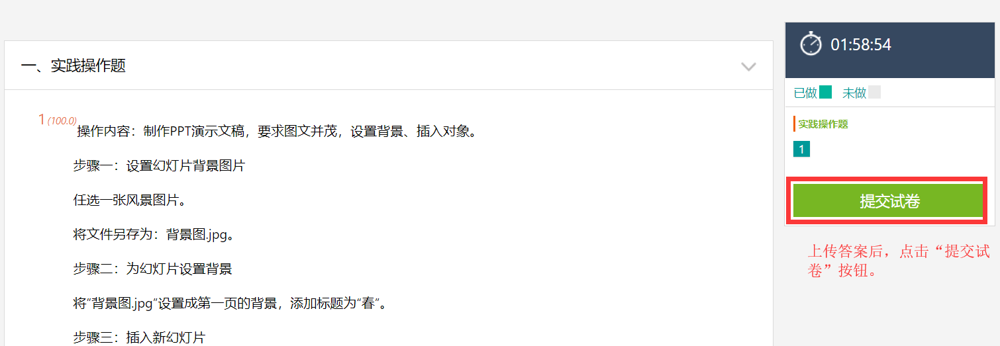 01:58:54
一、实践操作题
已做 未做
1(100.0)
操作内容：制作PPT演示文稿，要求图文并茂，设置背景、插入对象。
实践操作题
1
步骤一：设置幻灯片背景图片
任选一张风景图片。
提交试卷
将文件另存为：背景图.jpg。
上传答案后，点击“提交试
卷”按钮。
步骤二：为幻灯片设置背景
将“背景图.jpg”设置成第一页的背景，添加标题为“春”。
步骤三：插入新幻灯片